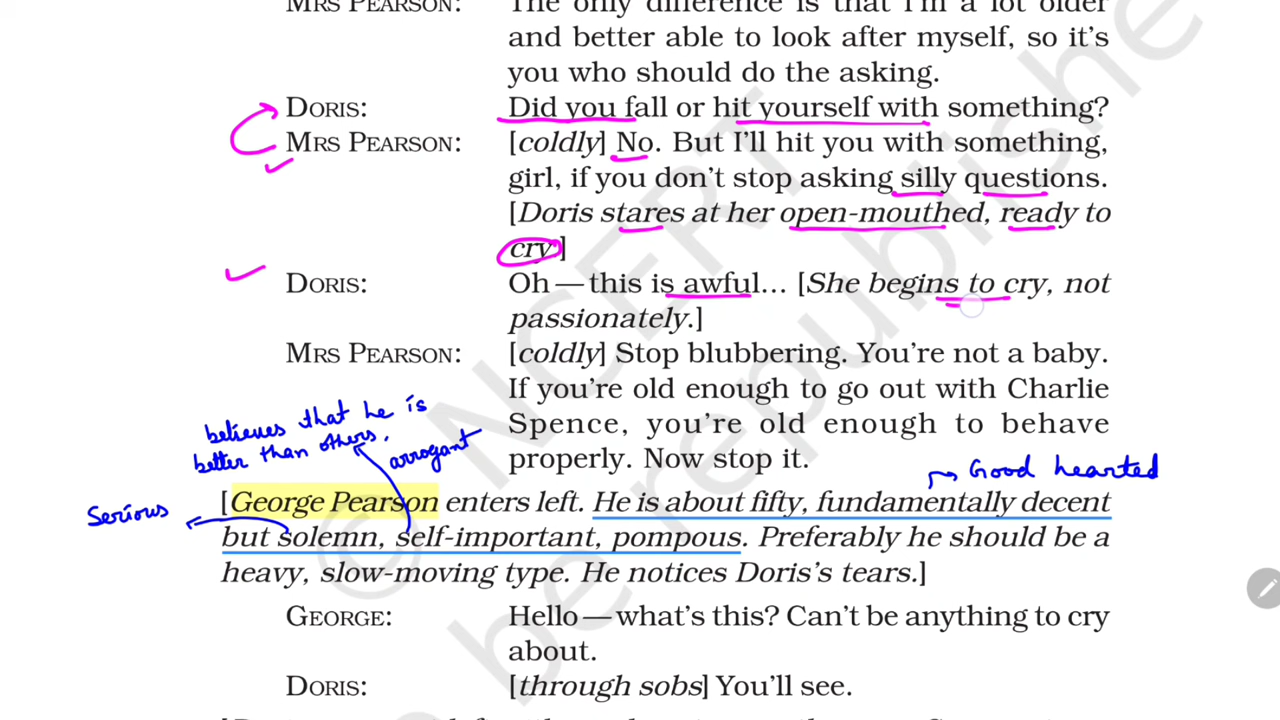 MRS PEARSON: The only difference is that I'm a lot older
and better able to look after myself, so it's
you who should do the asking.
DORIS: Did you fall or hit yourself with something?
MRS PEARSON: [coldly] No. But I'll hit you with something,
girl, if you don't stop asking silly questions.
[Doris stares at her open-mouthed, ready to
cry]
DORIS: Oh—this is awful... [She begins to cry, not
passionately.]
MRS PEARSON: [coldly] Stop blubbering. You're not a baby.
If you're old enough to go out with Charlie
Spence, you're old enough to behave
properly. Now stop it.
believes that he is
better than others.
arrogant
Good hearted
Serious
[George Pearson enters left. He is about fifty, fundamentally decent
but solemn, self-important, pompous. Preferably he should be a
heavy, slow-moving type. He notices Doris's tears.]
GEORGE: Hello—what's this? Can't be anything to cry
about.
DORIS: [through sobs] You'll see.
© NCERT
be republished